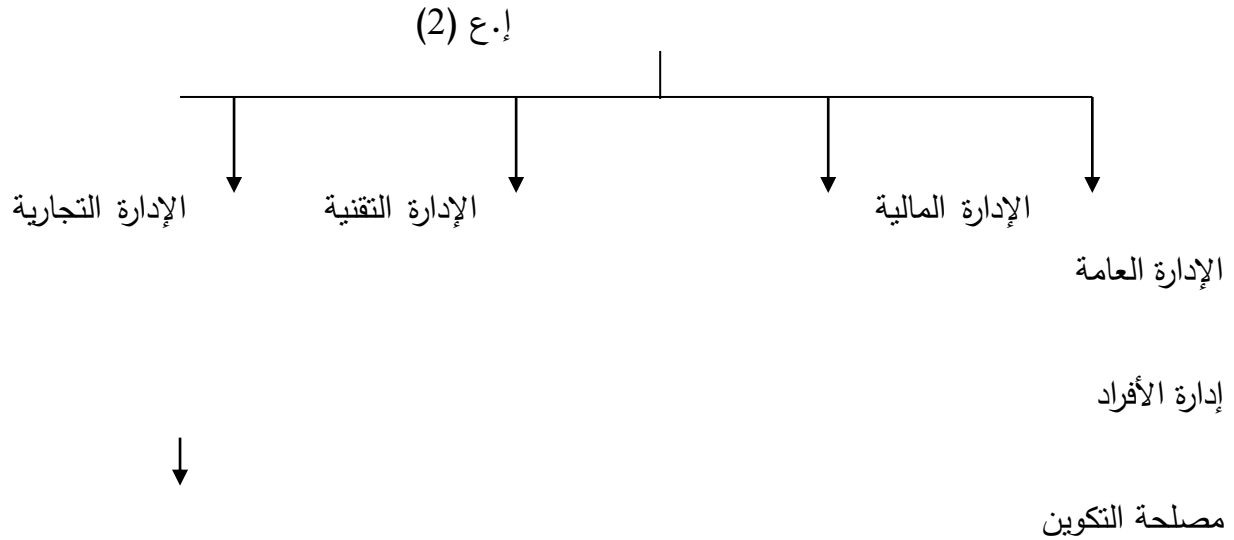 إ.ع (2)
الإدارة المالية الإدارة التقنية الإدارة التجارية
الإدارة العامة
إدارة الأفراد
مصلحة التكوين